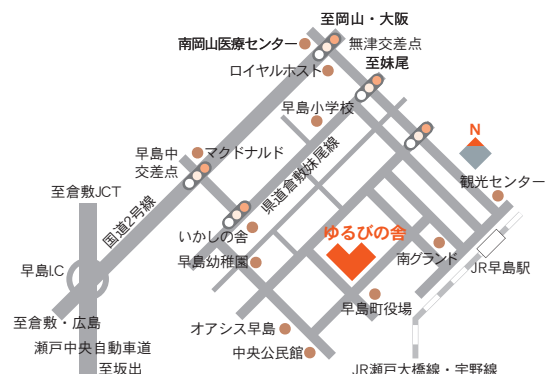 至岡山・大阪
南岡山医療センター
無津交差点
至妹尾
ロイヤルホスト
早島小学校
N
早島中
交差点
マクドナルド
県道倉敷妹尾線
観光センター
至倉敷JCT
国道2号線
いかしの舎
ゆるびの舎
早島幼稚園
南グランド
JR早島駅
早島I.C
早島町役場
至倉敷・広島
オアシス早島
瀬戸中央自動車道
中央公民館
至坂出
JR瀬戸大橋線・宇野線